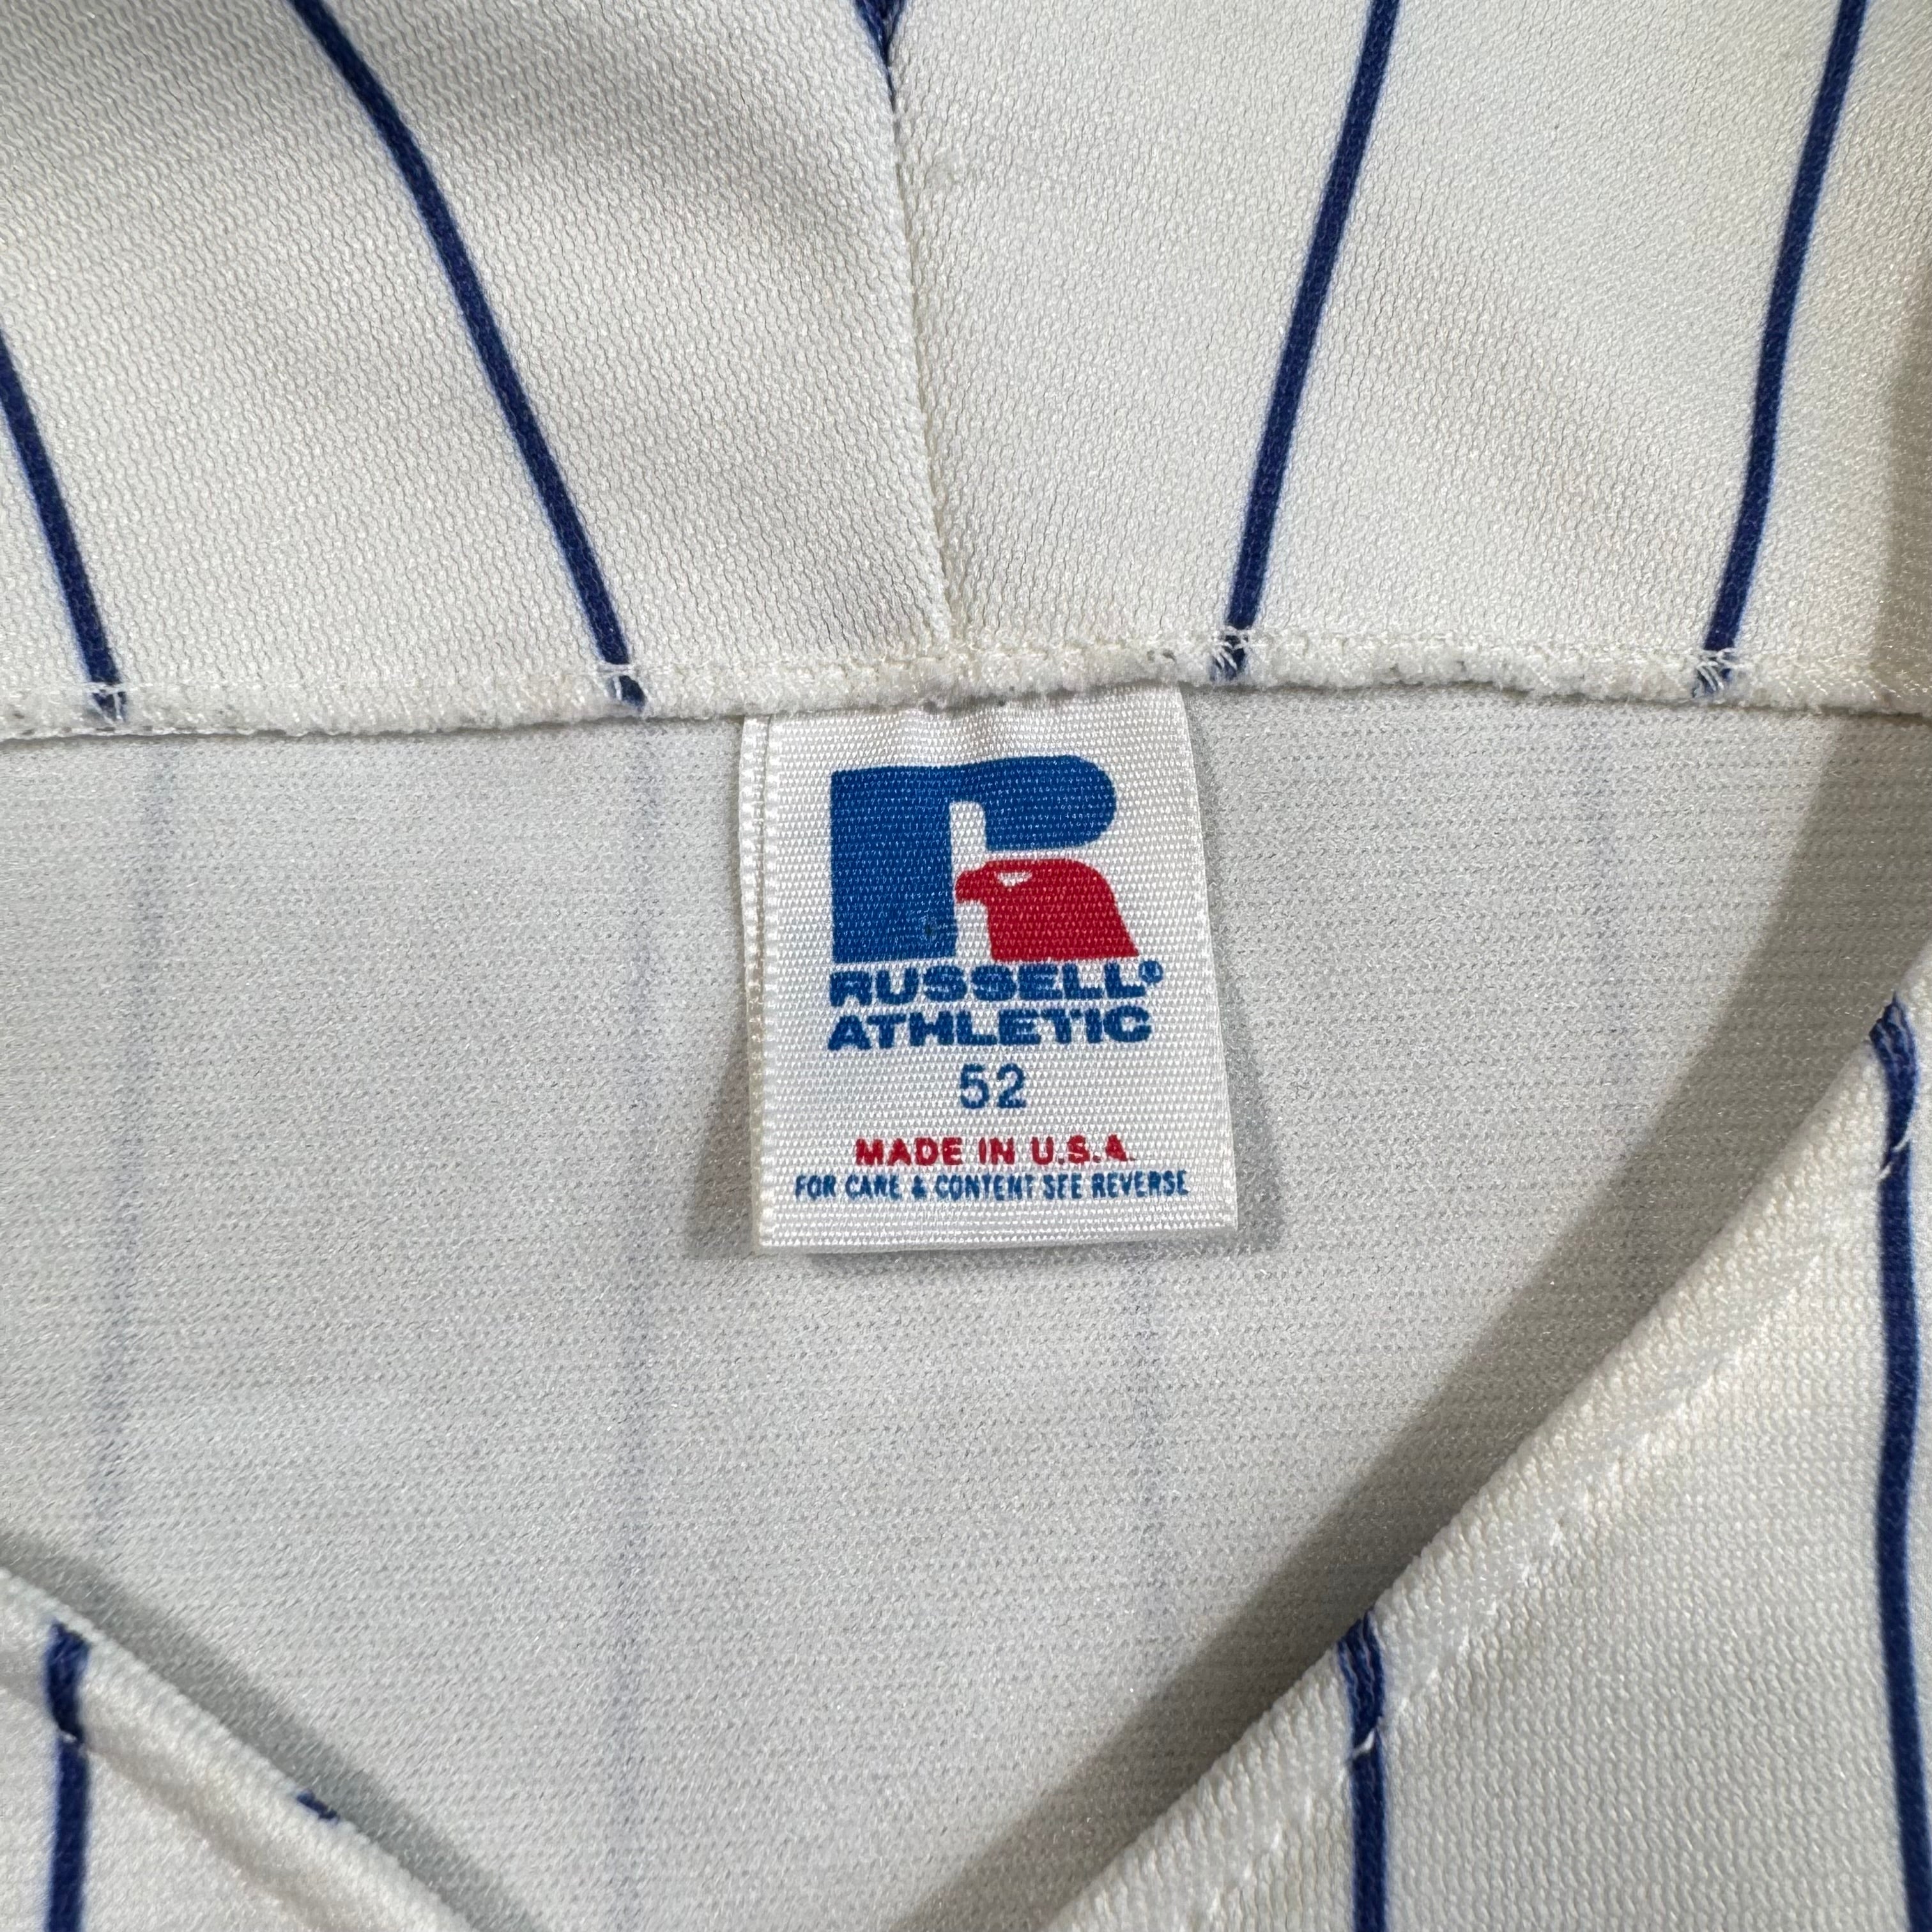 RUSSELL®
ATHLETIC
52
MADE IN U.S.A.
FOR CARE & CONTENT SEE REVERSE